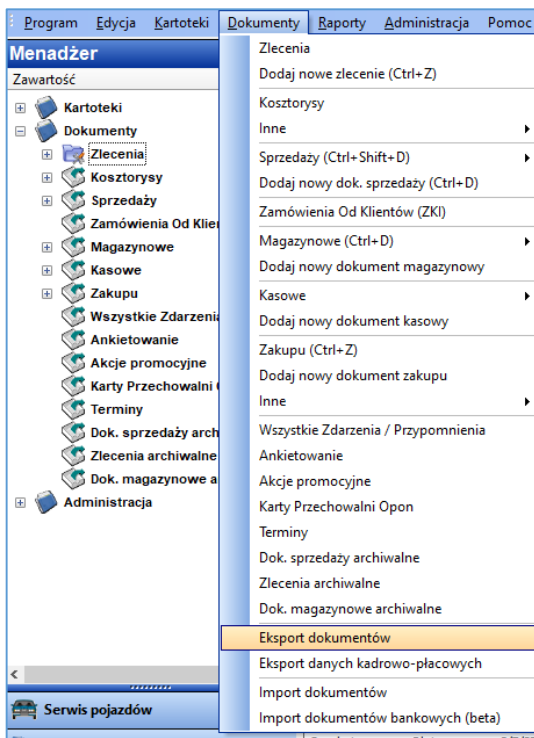 Program Edycja Kartoteki Dokumenty Raporty Administracja Pomoc
Menadżer
Zawartość
Kartoteki
Dokumenty
Zlecenia
Kosztorysy
Sprzedaży
Zamówienia Od Klier
Magazynowe
Kasowe
Zakupu
Wszystkie Zdarzenia
Ankietowanie
Akcje promocyjne
Karty Przechowalni
Terminy
Dok. sprzedaży arch
Zlecenia archiwalne
Dok. magazynowe a
Administracja
Serwis pojazdów
Zlecenia
Dodaj nowe zlecenie (Ctrl+Z)
Kosztorysy
Inne
Sprzedaży (Ctrl+Shift+D)
Dodaj nowy dok. sprzedaży (Ctrl+D)
Zamówienia Od Klientów (ZKI)
Magazynowe (Ctrl+D)
Dodaj nowy dokument magazynowy
Kasowe
Dodaj nowy dokument kasowy
Zakupu (Ctrl+Z)
Dodaj nowy dokument zakupu
Inne
Wszystkie Zdarzenia / Przypomnienia
Ankietowanie
Akcje promocyjne
Karty Przechowalni Opon
Terminy
Dok. sprzedaży archiwalne
Zlecenia archiwalne
Dok. magazynowe archiwalne
Eksport dokumentów
Eksport danych kadrowo-płacowych
Import dokumentów
Import dokumentów bankowych (beta)